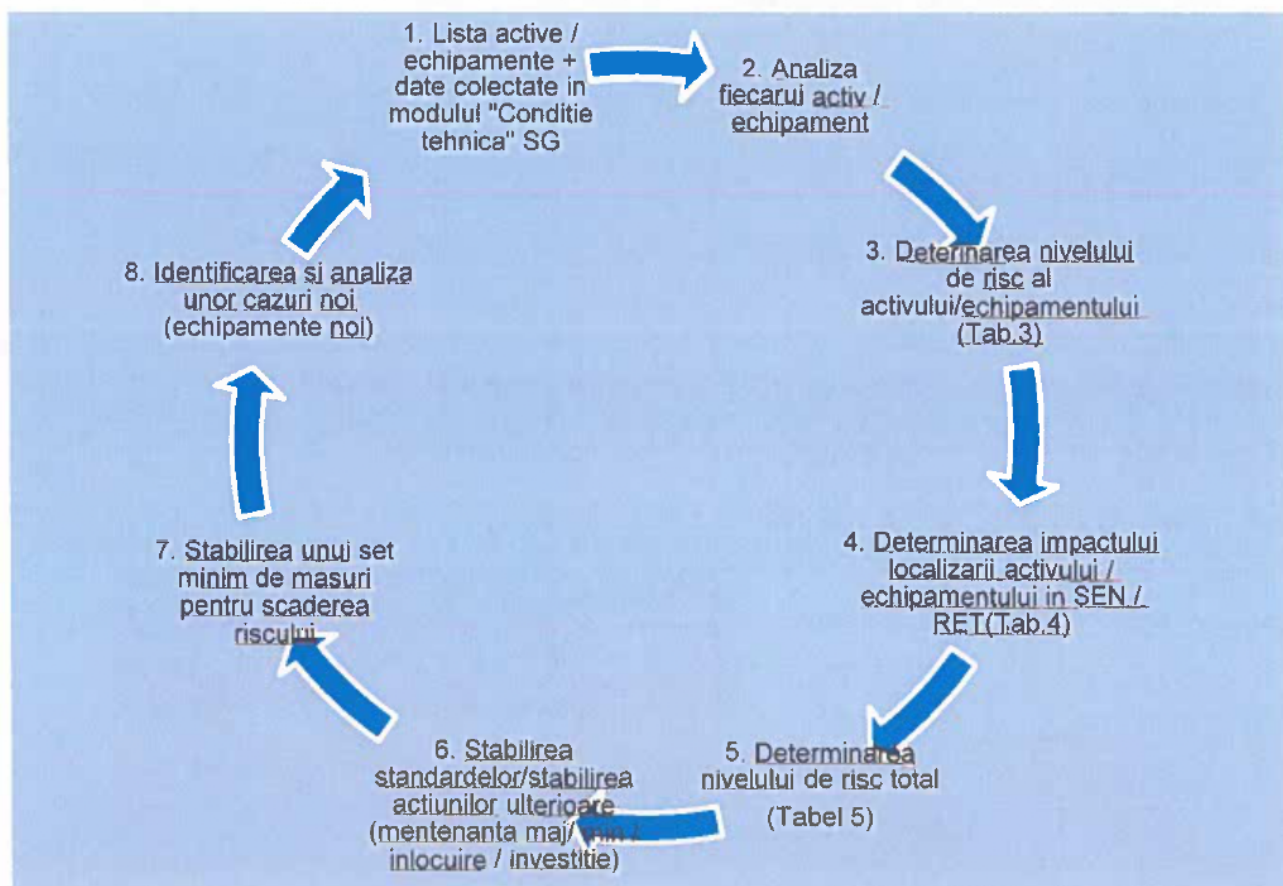 1. Lista active /
echipamente +
date colectate in
modulul "Conditie
tehnica" SG
2. Analiza
fiecarui activ /
echipament
3. Deterinarea nivelului
de risc al
activului/echipamentului
(Tab.3)
4. Determinarea impactului
localizarii activului /
echipamentului in SEN /
RET(Tab.4)
5. Determinarea
nivelului de risc total
(Tabel 5)
6. Stabilirea
standardelor/stabilirea
actiunilor ulterioare
(mentenanta maj/ min /
inlocuire / investitie)
7. Stabilirea unui set
minim de masuri
pentru scaderea
riscului
8. Identificarea si analiza
unor cazuri noi
(echipamente noi)